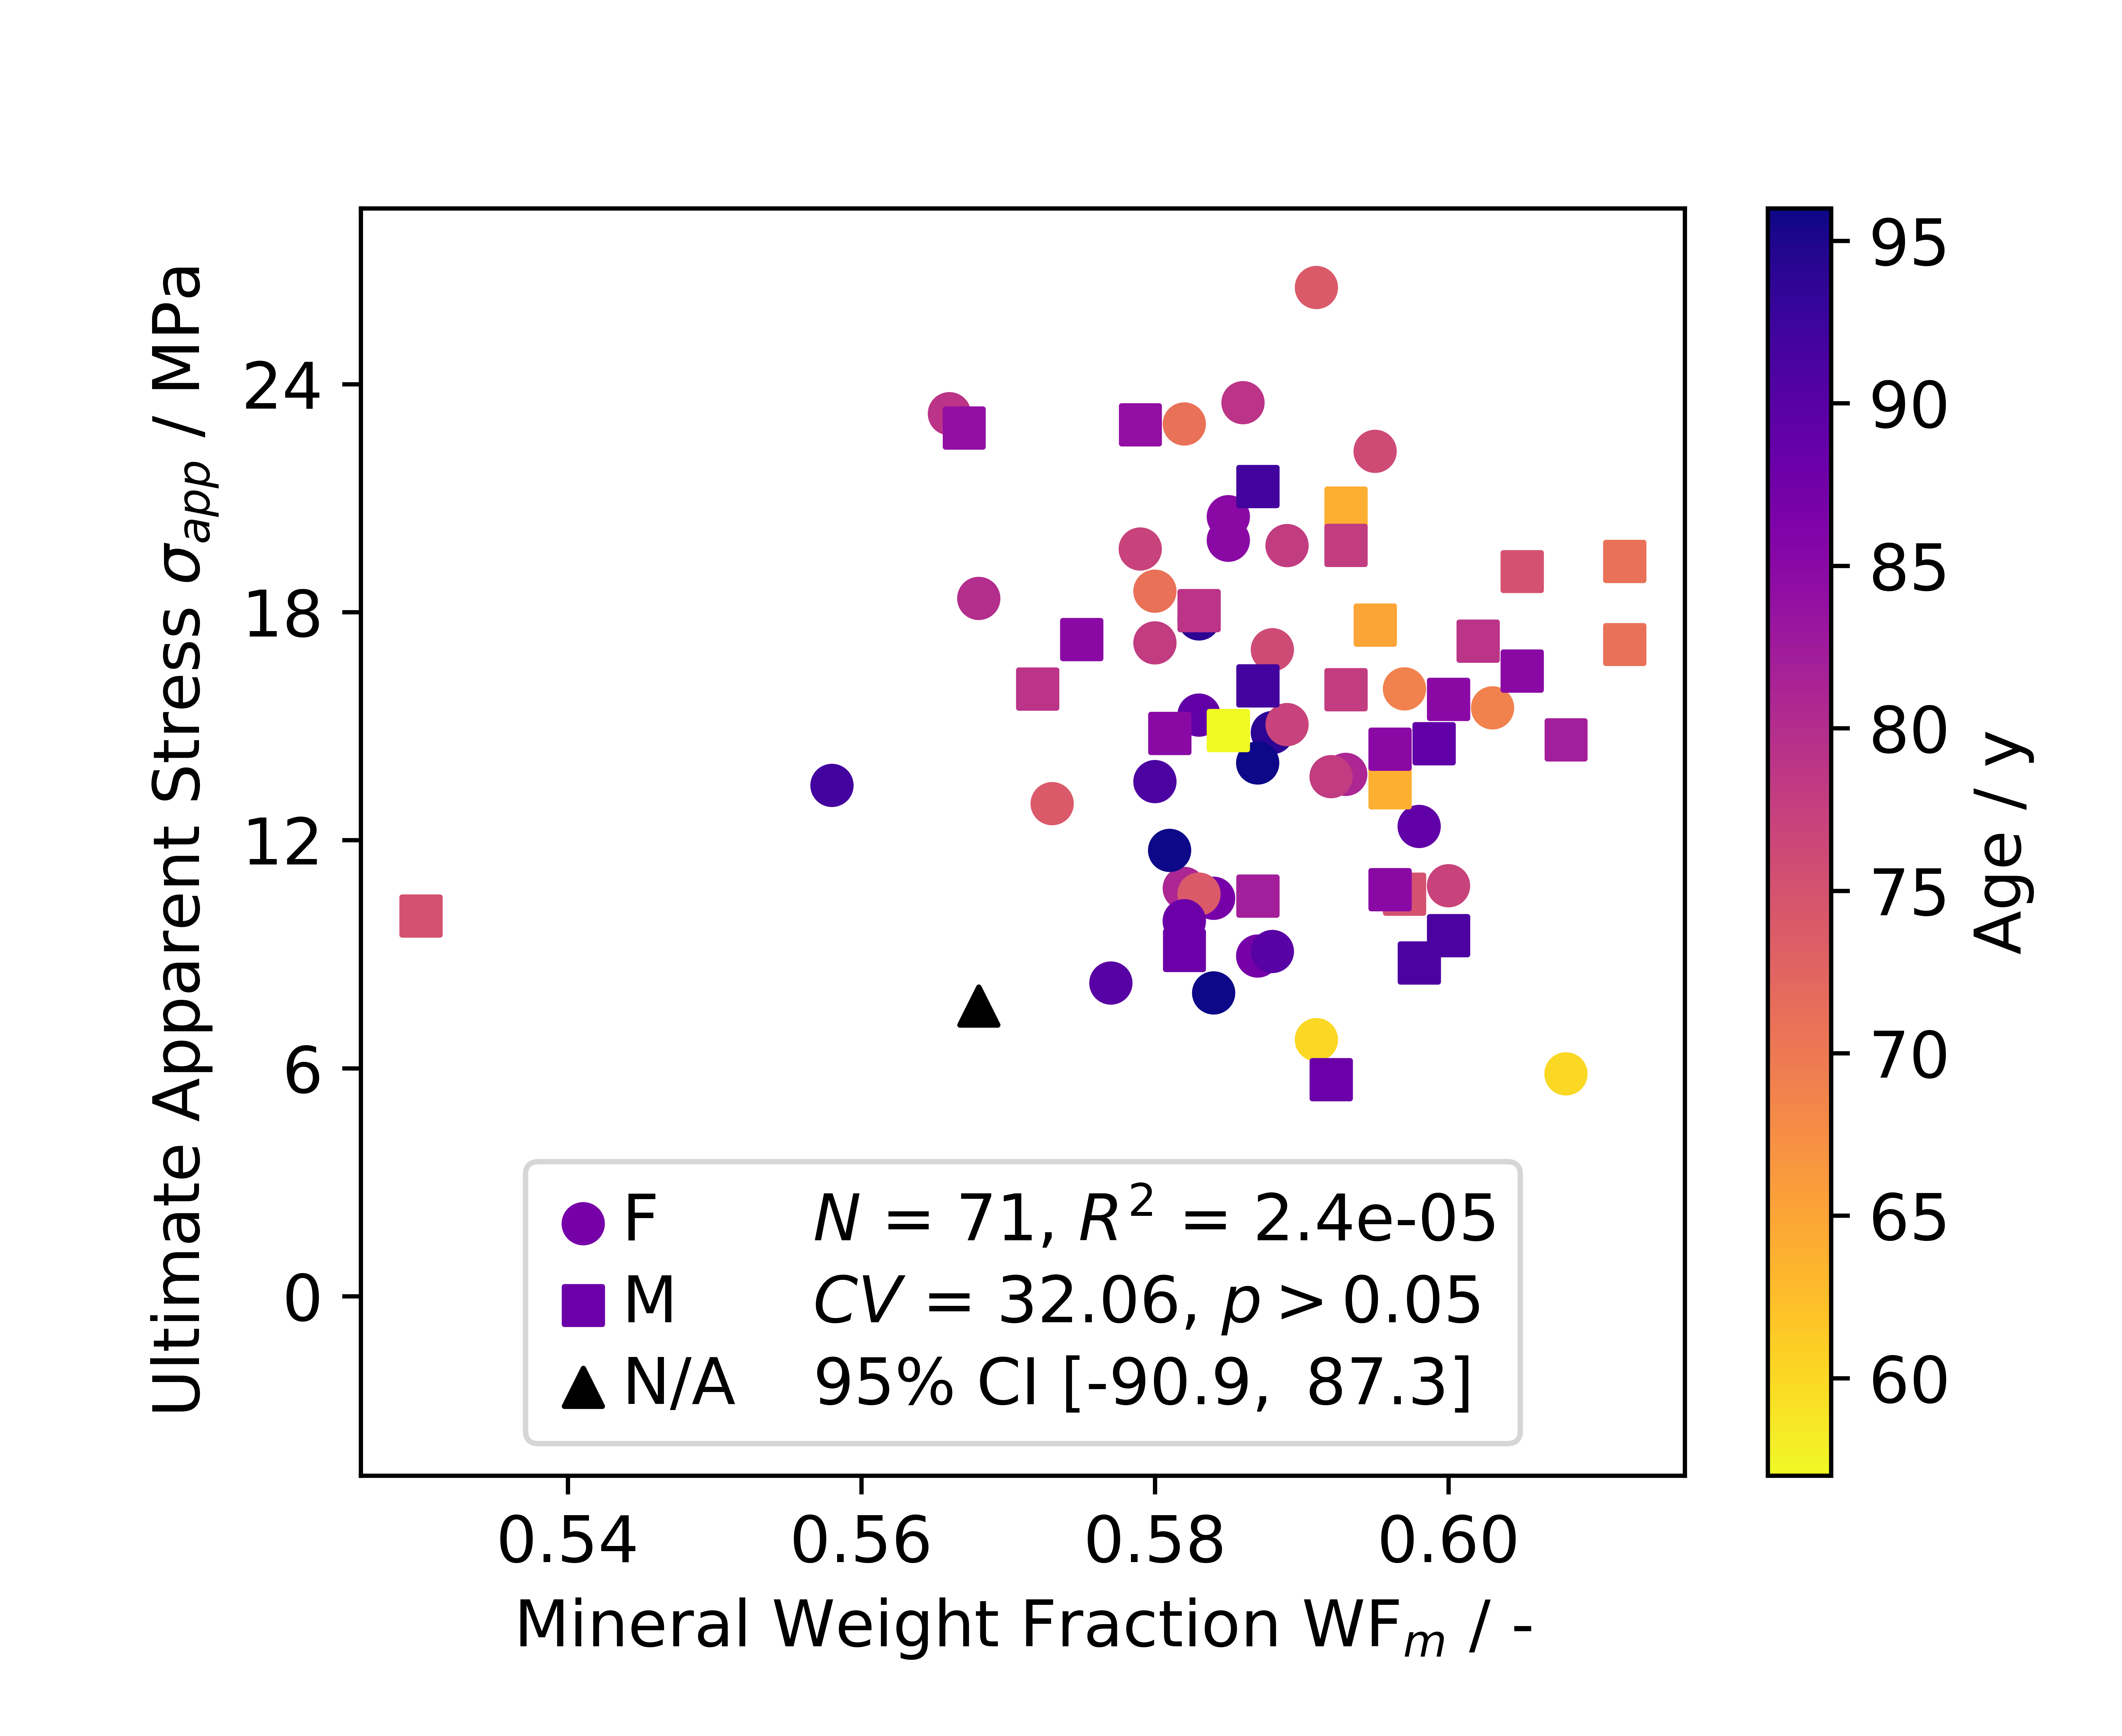 Ultimate Apparent Stress σ_app / MPa
24
18
12
6
0
F N = 71, R² = 2.4e-05
M CV = 32.06, p > 0.05
N/A 95% CI [-90.9, 87.3]
0.54 0.56 0.58 0.60
Mineral Weight Fraction WF_m / -
95
90
85
80
75
70
65
60
Age / y